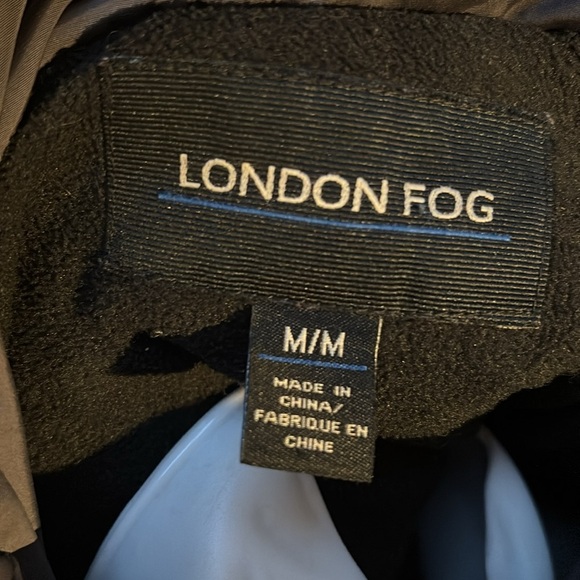 LONDON FOG
M/M
MADE IN
CHINA/
FABRIQUE EN
CHINE